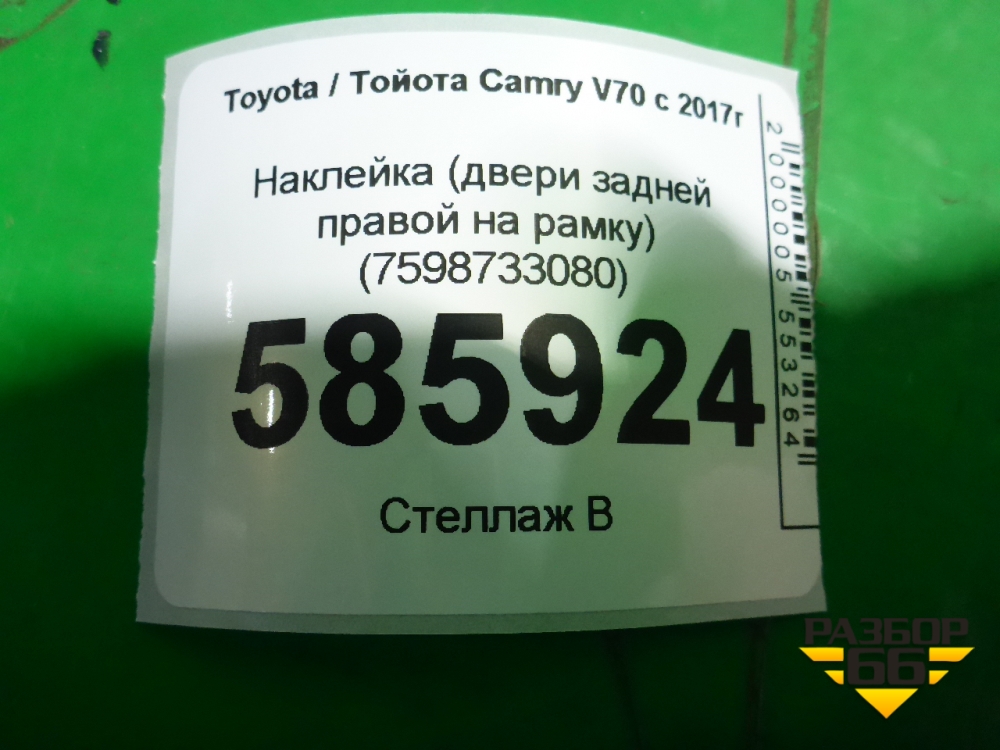 Toyota / Тойота Camry V70 с 2017г
Наклейка (двери задней
правой на рамку)
(7598733080)
585924
Стеллаж В
2000005553264
РАЗБОР
66